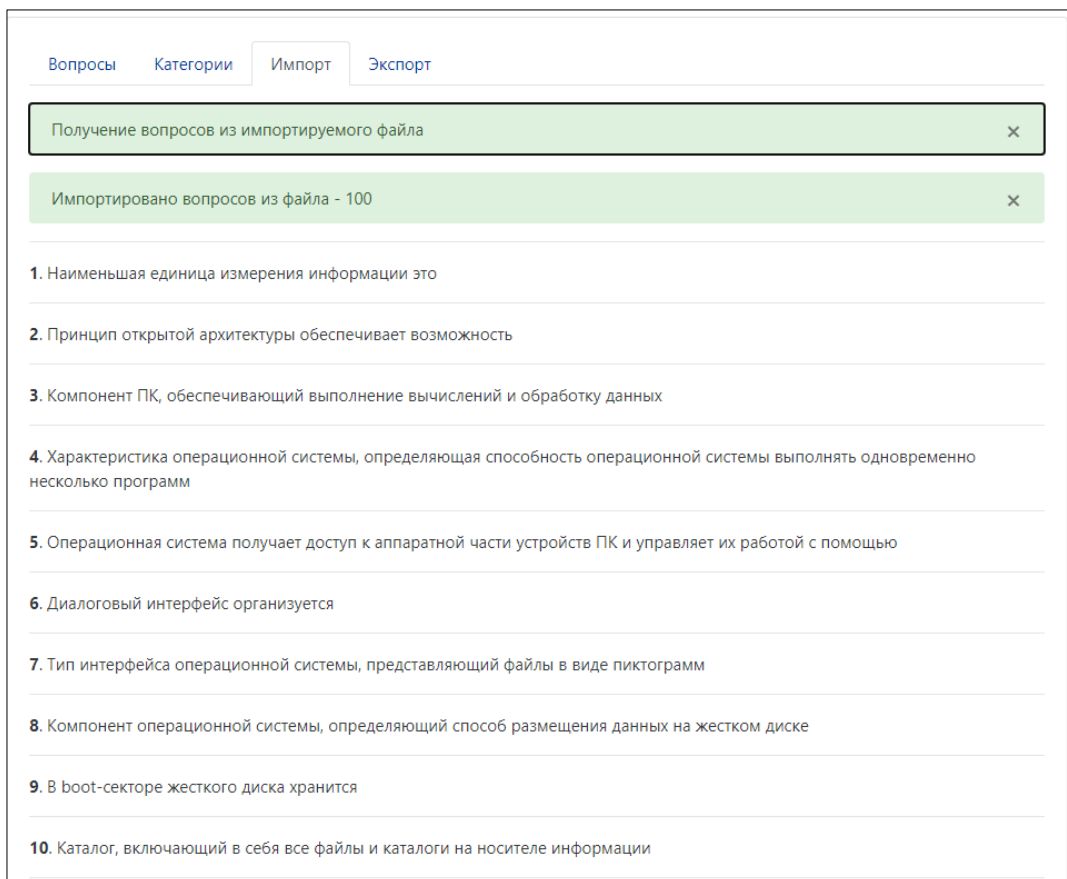 Вопросы Категории Импорт Экспорт
Получение вопросов из импортируемого файла ×
Импортировано вопросов из файла - 100 ×
1. Наименьшая единица измерения информации это
2. Принцип открытой архитектуры обеспечивает возможность
3. Компонент ПК, обеспечивающий выполнение вычислений и обработку данных
4. Характеристика операционной системы, определяющая способность операционной системы выполнять одновременно
несколько программ
5. Операционная система получает доступ к аппаратной части устройств ПК и управляет их работой с помощью
6. Диалоговый интерфейс организуется
7. Тип интерфейса операционной системы, представляющий файлы в виде пиктограмм
8. Компонент операционной системы, определяющий способ размещения данных на жестком диске
9. В boot-секторе жесткого диска хранится
10. Каталог, включающий в себя все файлы и каталоги на носителе информации